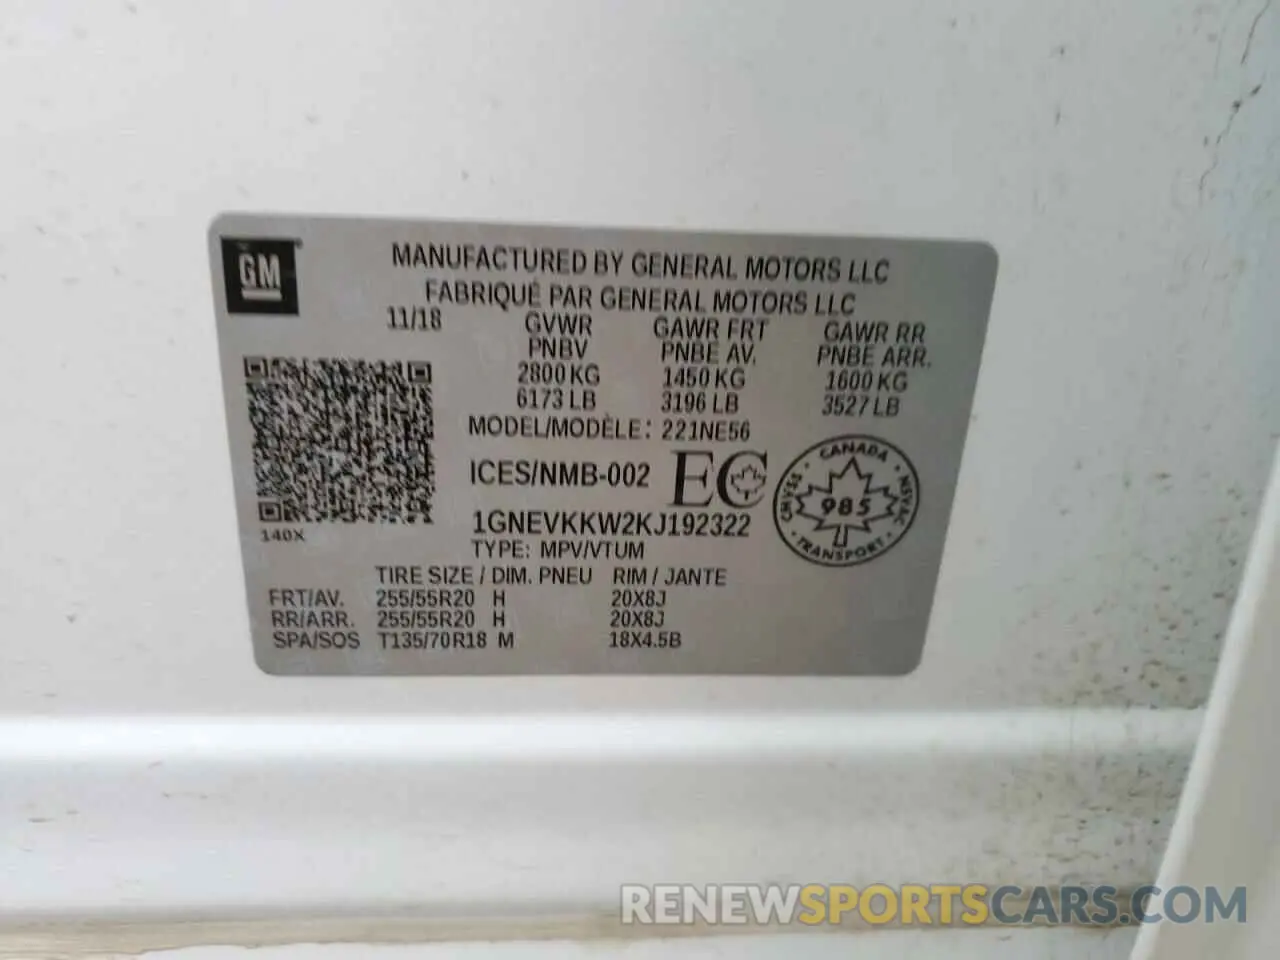 GM
MANUFACTURED BY GENERAL MOTORS LLC
FABRIQUÉ PAR GENERAL MOTORS LLC
11/18 GVWR GAWR FRT GAWR RR
PNBV PNBE AV. PNBE ARR.
2800 KG 1450 KG 1600 KG
6173 LB 3196 LB 3527 LB
MODEL/MODÈLE: 221NE56
ICES/NMB-002 EC
CANADA
CMVSS 985 NSVAC
TRANSPORT
140X
1GNEVKKW2KJ192322
TYPE: MPV/VTUM
TIRE SIZE / DIM. PNEU RIM / JANTE
FRT/AV. 255/55R20 H 20X8J
RR/ARR. 255/55R20 H 20X8J
SPA/SOS T135/70R18 M 18X4.5B
RENEWSPORTSCARS.COM